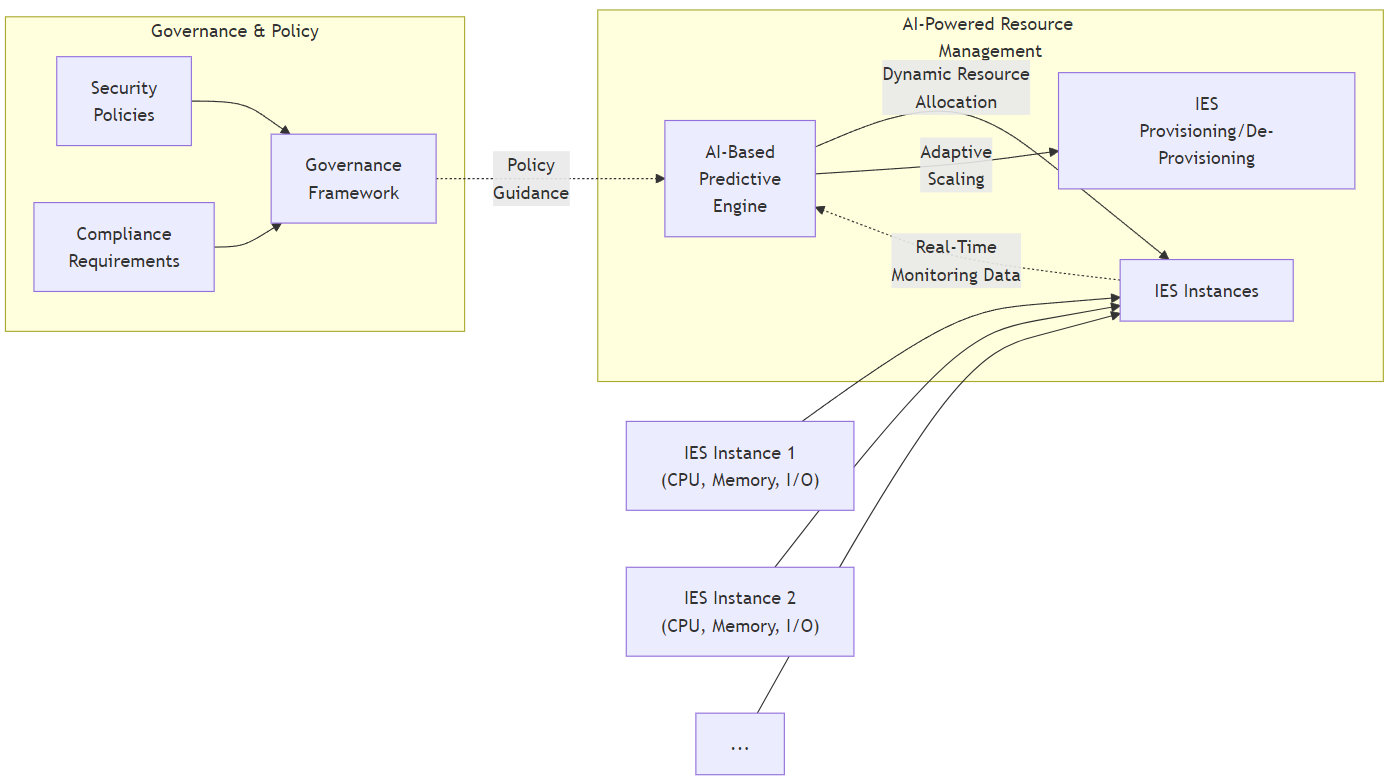 Governance & Policy
Security
Policies
Governance
Framework
Compliance
Requirements
Policy
Guidance
AI-Powered Resource
Management
Dynamic Resource
Allocation
IES
Provisioning/De-
Provisioning
AI-Based
Predictive
Engine
Adaptive
Scaling
Real-Time
Monitoring Data
IES Instances
IES Instance 1
(CPU, Memory, I/O)
IES Instance 2
(CPU, Memory, I/O)
...